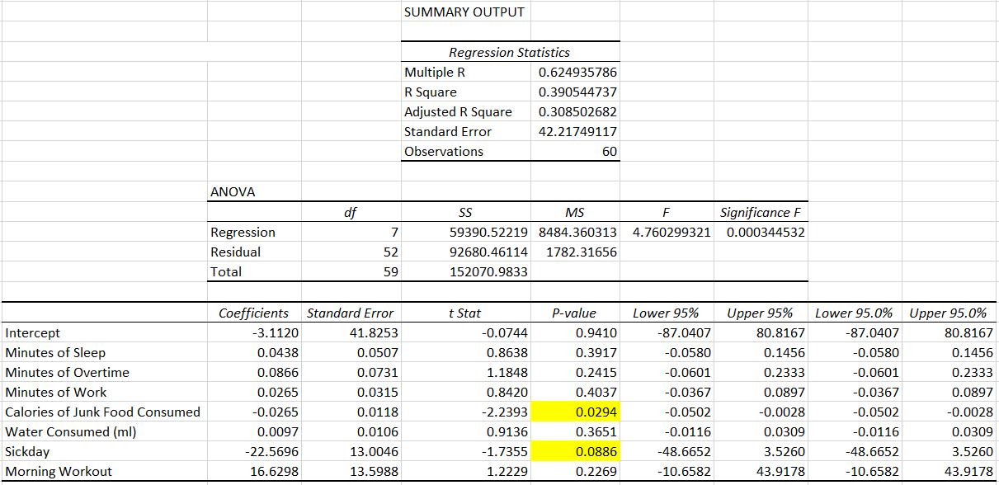 SUMMARY OUTPUT
Regression Statistics
Multiple R 0.624935786
R Square 0.390544737
Adjusted R Square 0.308502682
Standard Error 42.21749117
Observations 60
ANOVA
df SS MS F Significance F
Regression 7 59390.52219 8484.360313 4.760299321 0.000344532
Residual 52 92680.46114 1782.31656
Total 59 152070.9833
Coefficients Standard Error t Stat P-value Lower 95% Upper 95% Lower 95.0% Upper 95.0%
Intercept -3.1120 41.8253 -0.0744 0.9410 -87.0407 80.8167 -87.0407 80.8167
Minutes of Sleep 0.0438 0.0507 0.8638 0.3917 -0.0580 0.1456 -0.0580 0.1456
Minutes of Overtime 0.0866 0.0731 1.1848 0.2415 -0.0601 0.2333 -0.0601 0.2333
Minutes of Work 0.0265 0.0315 0.8420 0.4037 -0.0367 0.0897 -0.0367 0.0897
Calories of Junk Food Consumed -0.0265 0.0118 -2.2393 0.0294 -0.0502 -0.0028 -0.0502 -0.0028
Water Consumed (ml) 0.0097 0.0106 0.9136 0.3651 -0.0116 0.0309 -0.0116 0.0309
Sickday -22.5696 13.0046 -1.7355 0.0886 -48.6652 3.5260 -48.6652 3.5260
Morning Workout 16.6298 13.5988 1.2229 0.2269 -10.6582 43.9178 -10.6582 43.9178